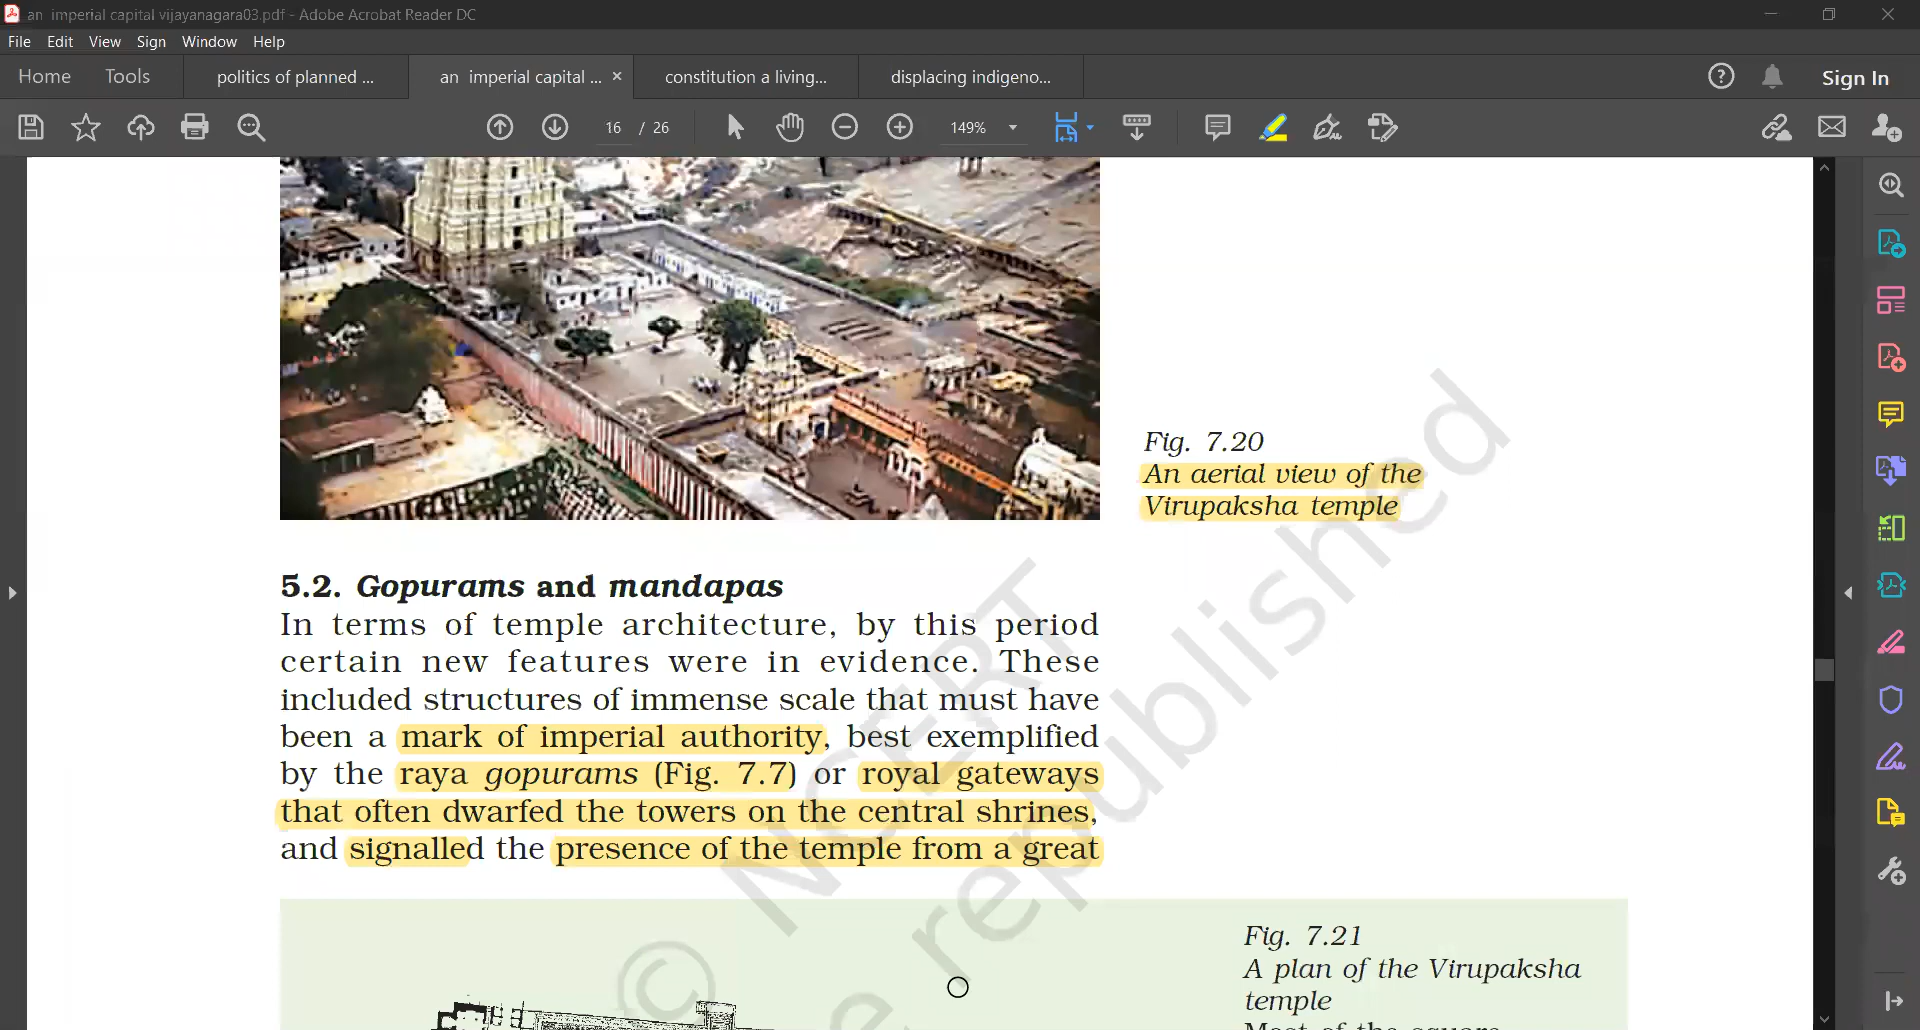 an imperial capital vijayanagara03.pdf - Adobe Acrobat Reader DC
File Edit View Sign Window Help
Home Tools politics of planned ... an imperial capital ... × constitution a living... displacing indigeno... Sign In
16 / 26 149%
Fig. 7.20
An aerial view of the
Virupaksha temple
5.2. Gopurams and mandapas
In terms of temple architecture, by this period
certain new features were in evidence. These
included structures of immense scale that must have
been a mark of imperial authority, best exemplified
by the raya gopurams (Fig. 7.7) or royal gateways
that often dwarfed the towers on the central shrines,
and signalled the presence of the temple from a great
© NCERT
republished
Fig. 7.21
A plan of the Virupaksha
temple
Most of the square